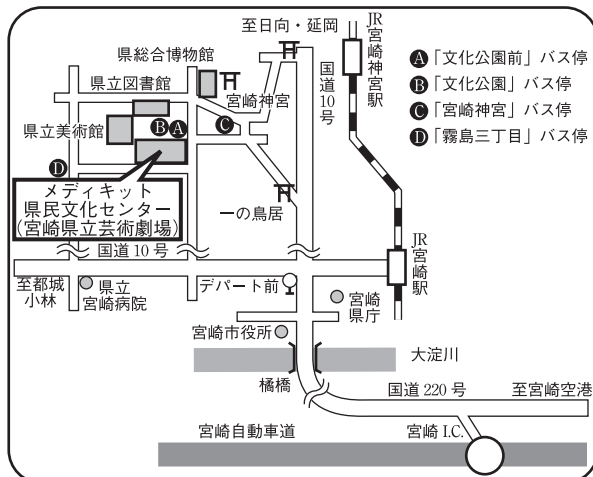 至日向・延岡
県総合博物館
県立図書館
宮崎神宮
国道10号
JR
宮崎神宮駅
Ⓐ「文化公園前」バス停
Ⓑ「文化公園」バス停
Ⓒ「宮崎神宮」バス停
Ⓓ「霧島三丁目」バス停
県立美術館
B
A
C
D
メディキット
県民文化センター
(宮崎県立芸術劇場)
一の鳥居
国道10号
JR
宮崎駅
至都城
小林
県立
宮崎病院
デパート前
宮崎
県庁
宮崎市役所
大淀川
橘橋
国道220号
至宮崎空港
宮崎自動車道
宮崎I.C.